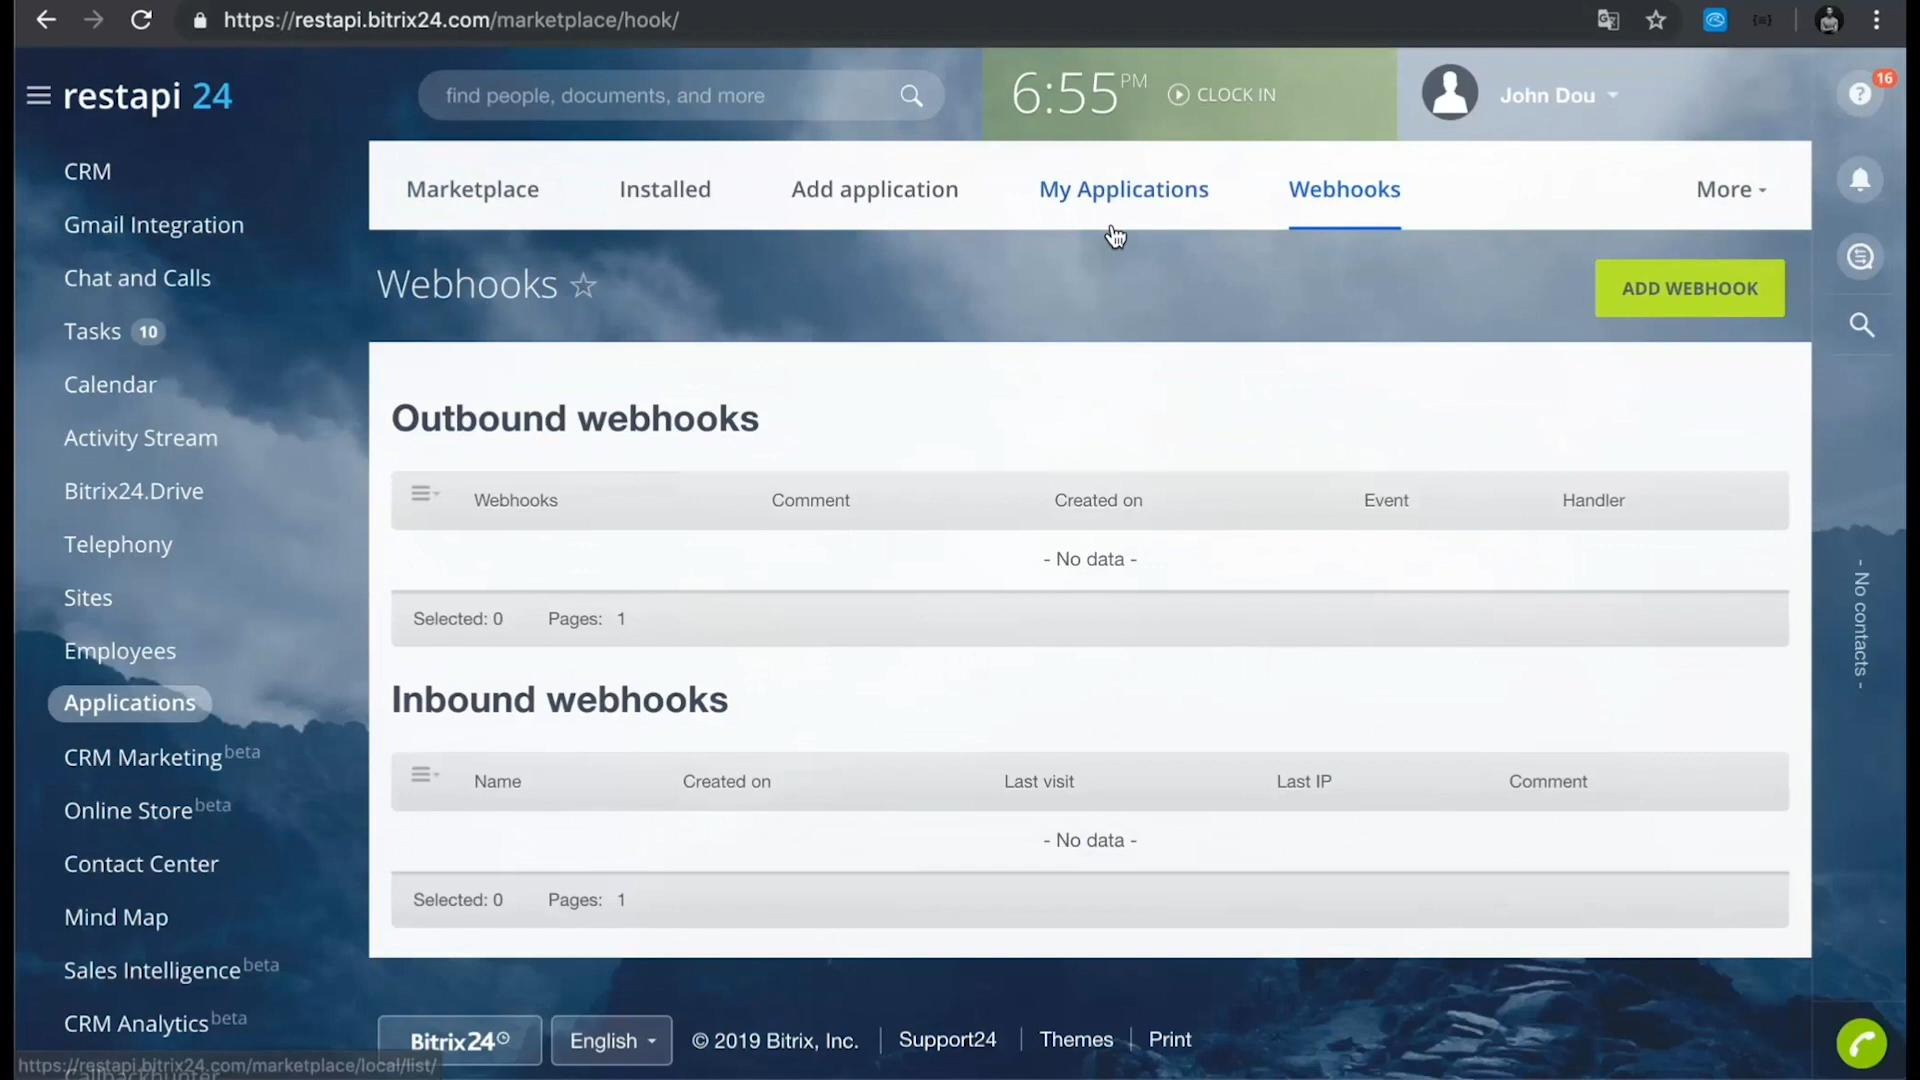 https://restapi.bitrix24.com/marketplace/hook/
restapi 24
find people, documents, and more
6:55 PM
CLOCK IN
John Dou
16
CRM
Gmail Integration
Chat and Calls
Tasks 10
Calendar
Activity Stream
Bitrix24.Drive
Telephony
Sites
Employees
Applications
CRM Marketing beta
Online Store beta
Contact Center
Mind Map
Sales Intelligence beta
CRM Analytics beta
Callbackhunter
https://restapi.bitrix24.com/marketplace/local/list/
Marketplace Installed Add application My Applications Webhooks More
Webhooks
ADD WEBHOOK
Outbound webhooks
Webhooks Comment Created on Event Handler
- No data -
Selected: 0 Pages: 1
Inbound webhooks
Name Created on Last visit Last IP Comment
- No data -
Selected: 0 Pages: 1
- No contacts -
Bitrix24 English © 2019 Bitrix, Inc. Support24 Themes Print